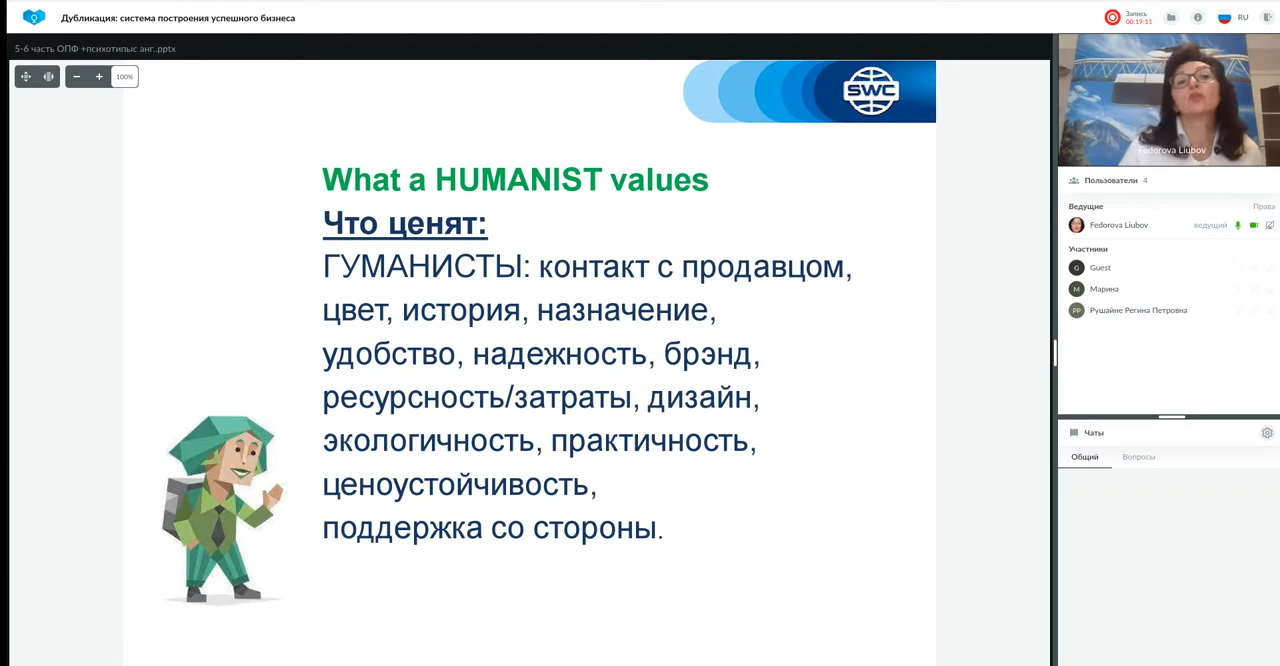 Дубликация: система построения успешного бизнеса
Запись
00:19:11
RU
5-6 часть ОПФ +психотипыс анг..pptx
100%
SWC
What a HUMANIST values
Что ценят:
ГУМАНИСТЫ: контакт с продавцом,
цвет, история, назначение,
удобство, надежность, брэнд,
ресурсность/затраты, дизайн,
экологичность, практичность,
ценоустойчивость,
поддержка со стороны.
Fedorova Liubov
Пользователи 4
Ведущие Права
Fedorova Liubov ведущий
Участники
G Guest
М Марина
РР Рушайне Регина Петровна
Чаты
Общий Вопросы